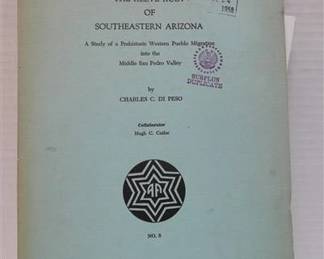 OF
SOUTHEASTERN ARIZONA
A Study of a Prehistoric Western Pueblo Migration
into the
Middle San Pedro Valley
by
CHARLES C. DI PESO
Collaborator
Hugh C. Cutler
NO. 8
1958
SURPLUS
DUPLICATE